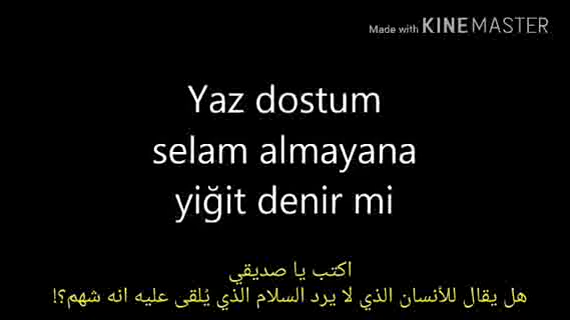 Made with KINEMASTER
Yaz dostum
selam almayana
yiğit denir mi
اكتب يا صديقي
هل يقال للأنسان الذي لا يرد السلام الذي يُلقى عليه انه شهم؟!